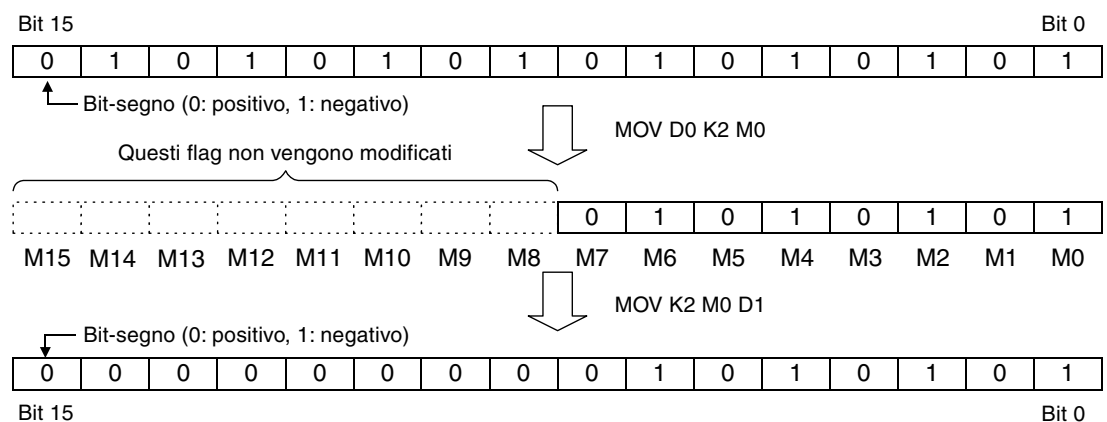 Bit 15 Bit 0
0 1 0 1 0 1 0 1 0 1 0 1 0 1 0 1
Bit-segno (0: positivo, 1: negativo)
MOV D0 K2 M0
Questi flag non vengono modificati
0 1 0 1 0 1 0 1
M15 M14 M13 M12 M11 M10 M9 M8 M7 M6 M5 M4 M3 M2 M1 M0
MOV K2 M0 D1
Bit-segno (0: positivo, 1: negativo)
0 0 0 0 0 0 0 0 0 1 0 1 0 1 0 1
Bit 15 Bit 0